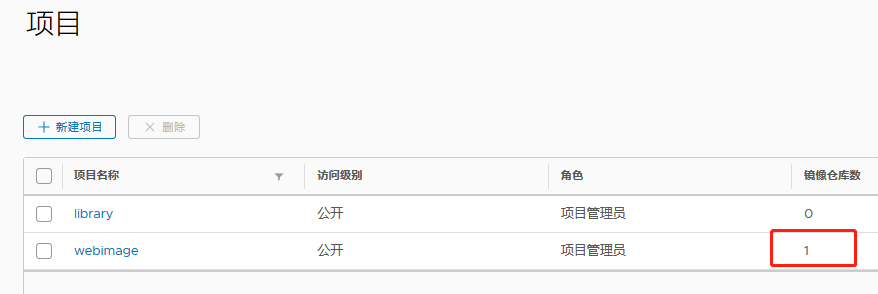 项目
新建项目 删除
项目名称 访问级别 角色 镜像仓库数
library 公开 项目管理员 0
webimage 公开 项目管理员 1